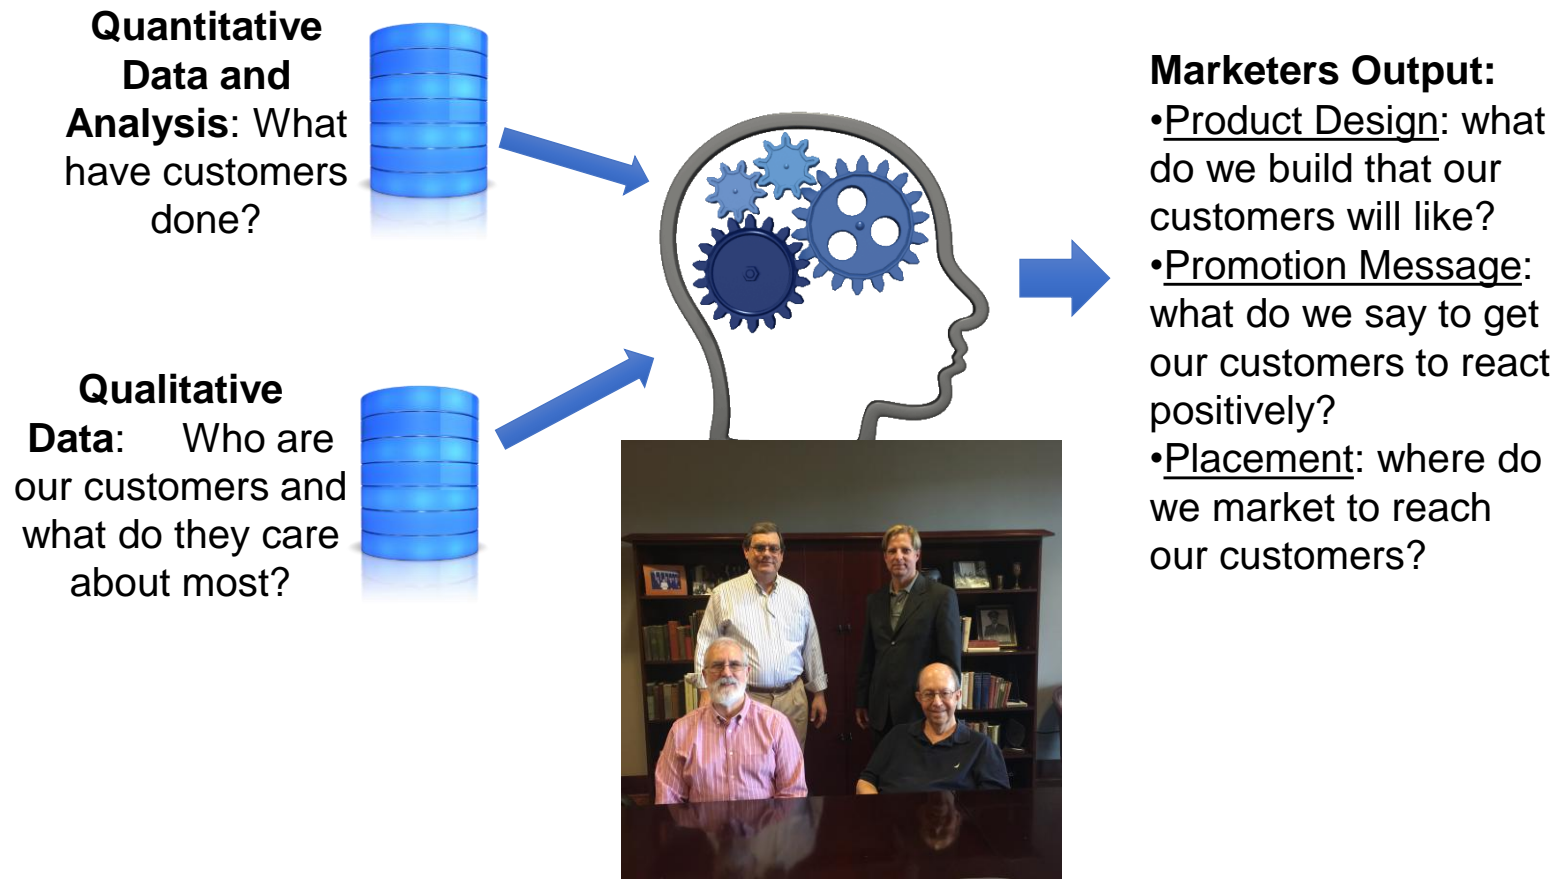 Quantitative
Data and
Analysis: What
have customers
done?
Qualitative
Data: Who are
our customers and
what do they care
about most?
Marketers Output:
•Product Design: what
do we build that our
customers will like?
•Promotion Message:
what do we say to get
our customers to react
positively?
•Placement: where do
we market to reach
our customers?